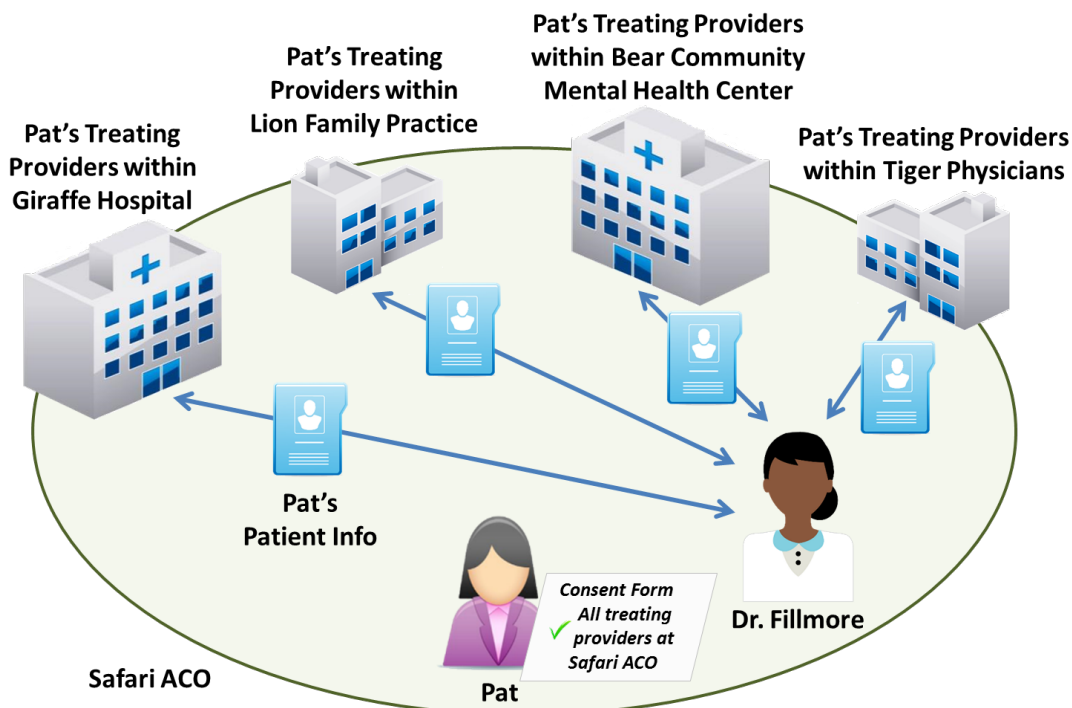 Pat's Treating
Providers within
Giraffe Hospital
Pat's Treating
Providers within
Lion Family Practice
Pat's Treating Providers
within Bear Community
Mental Health Center
Pat's Treating Providers
within Tiger Physicians
Pat's
Patient Info
Consent Form
All treating
providers at
Safari ACO
Dr. Fillmore
Safari ACO
Pat